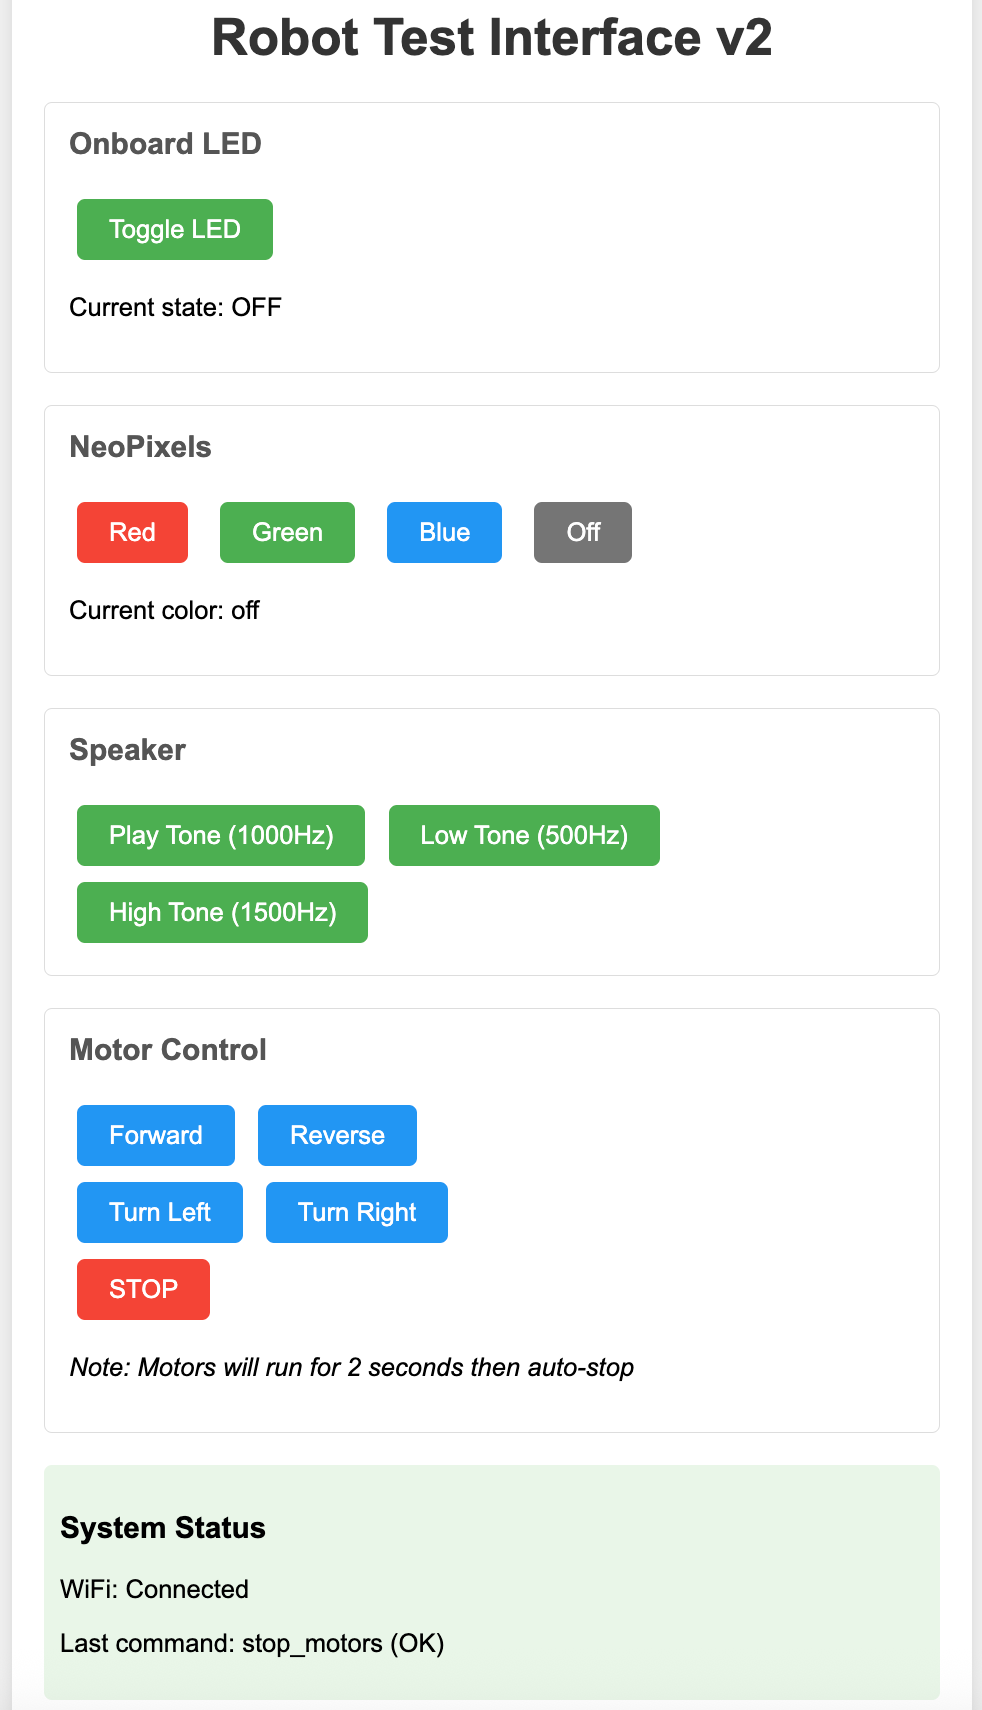 Robot Test Interface v2
Onboard LED
Toggle LED
Current state: OFF
NeoPixels
Red Green Blue Off
Current color: off
Speaker
Play Tone (1000Hz) Low Tone (500Hz)
High Tone (1500Hz)
Motor Control
Forward Reverse
Turn Left Turn Right
STOP
Note: Motors will run for 2 seconds then auto-stop
System Status
WiFi: Connected
Last command: stop_motors (OK)